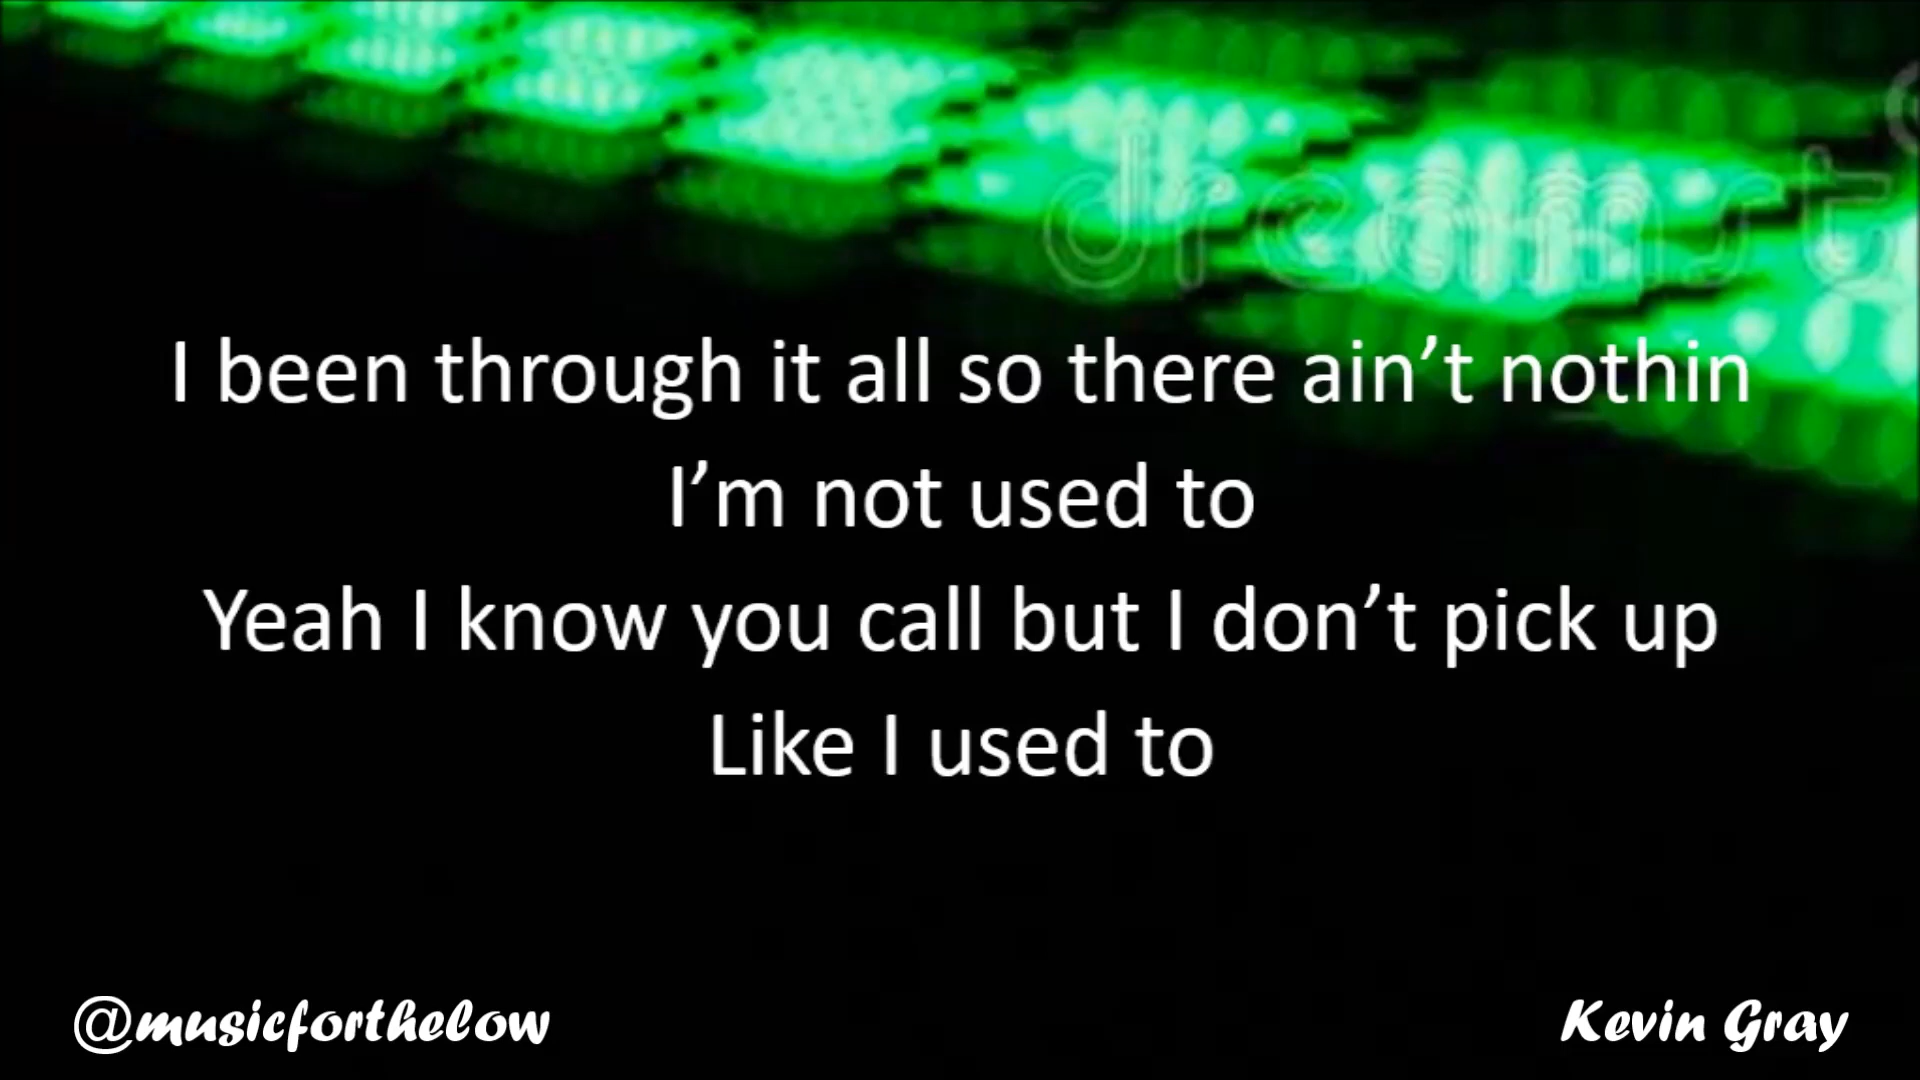 dreamst
I been through it all so there ain’t nothin
I’m not used to
Yeah I know you call but I don’t pick up
Like I used to
@musicforthelow
Kevin Gray